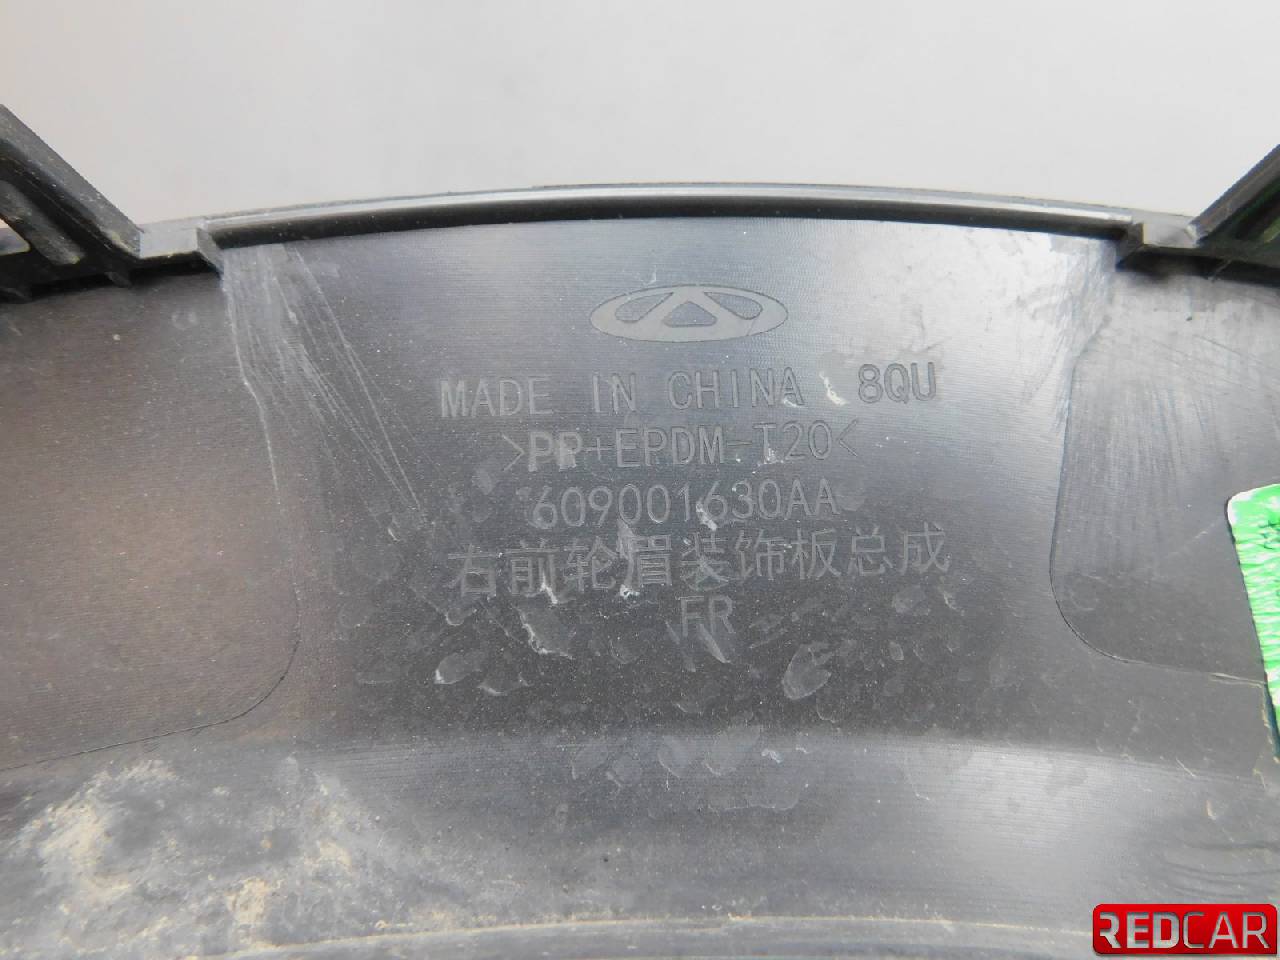 MADE IN CHINA 8QU
>PP+EPDM-T20<
609001630AA
右前轮眉装饰板总成
FR
REDCAR